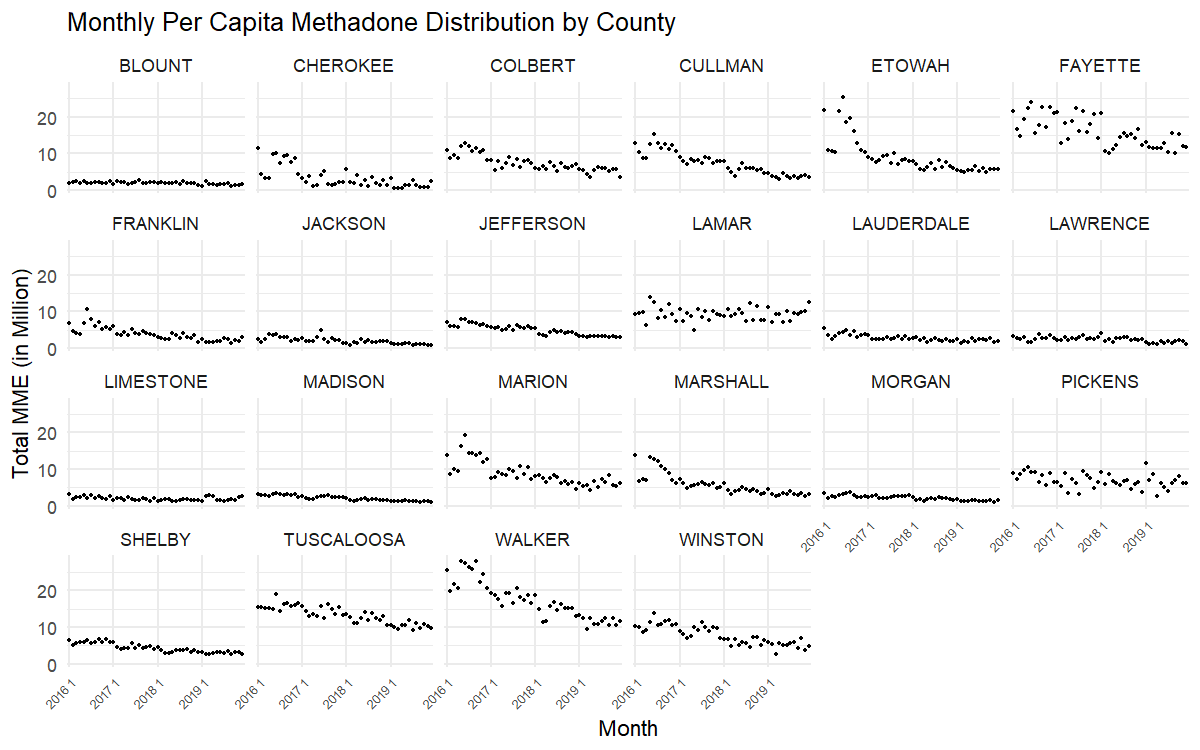 Monthly Per Capita Methadone Distribution by County
BLOUNT CHEROKEE COLBERT CULLMAN ETOWAH FAYETTE
20
10
0
FRANKLIN JACKSON JEFFERSON LAMAR LAUDERDALE LAWRENCE
20
10
0
Total MME (in Million)
LIMESTONE MADISON MARION MARSHALL MORGAN PICKENS
20
10
0
2016 1 2017 1 2018 1 2019 1 2016 1 2017 1 2018 1 2019 1
SHELBY TUSCALOOSA WALKER WINSTON
20
10
0
2016 1 2017 1 2018 1 2019 1 2016 1 2017 1 2018 1 2019 1 2016 1 2017 1 2018 1 2019 1 2016 1 2017 1 2018 1 2019 1
Month